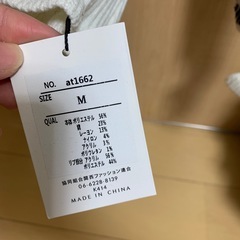 NO. at1662
SIZE M
QUAL 本体 ポリエステル 36%
綿 25%
レーヨン 23%
ナイロン 4%
アクリル 3%
ポリウレタン 2%
リブ部分 アクリル 56%
ポリエステル 44%
協同組合関西ファッション連合
06-6228-8139
K414
MADE IN CHINA